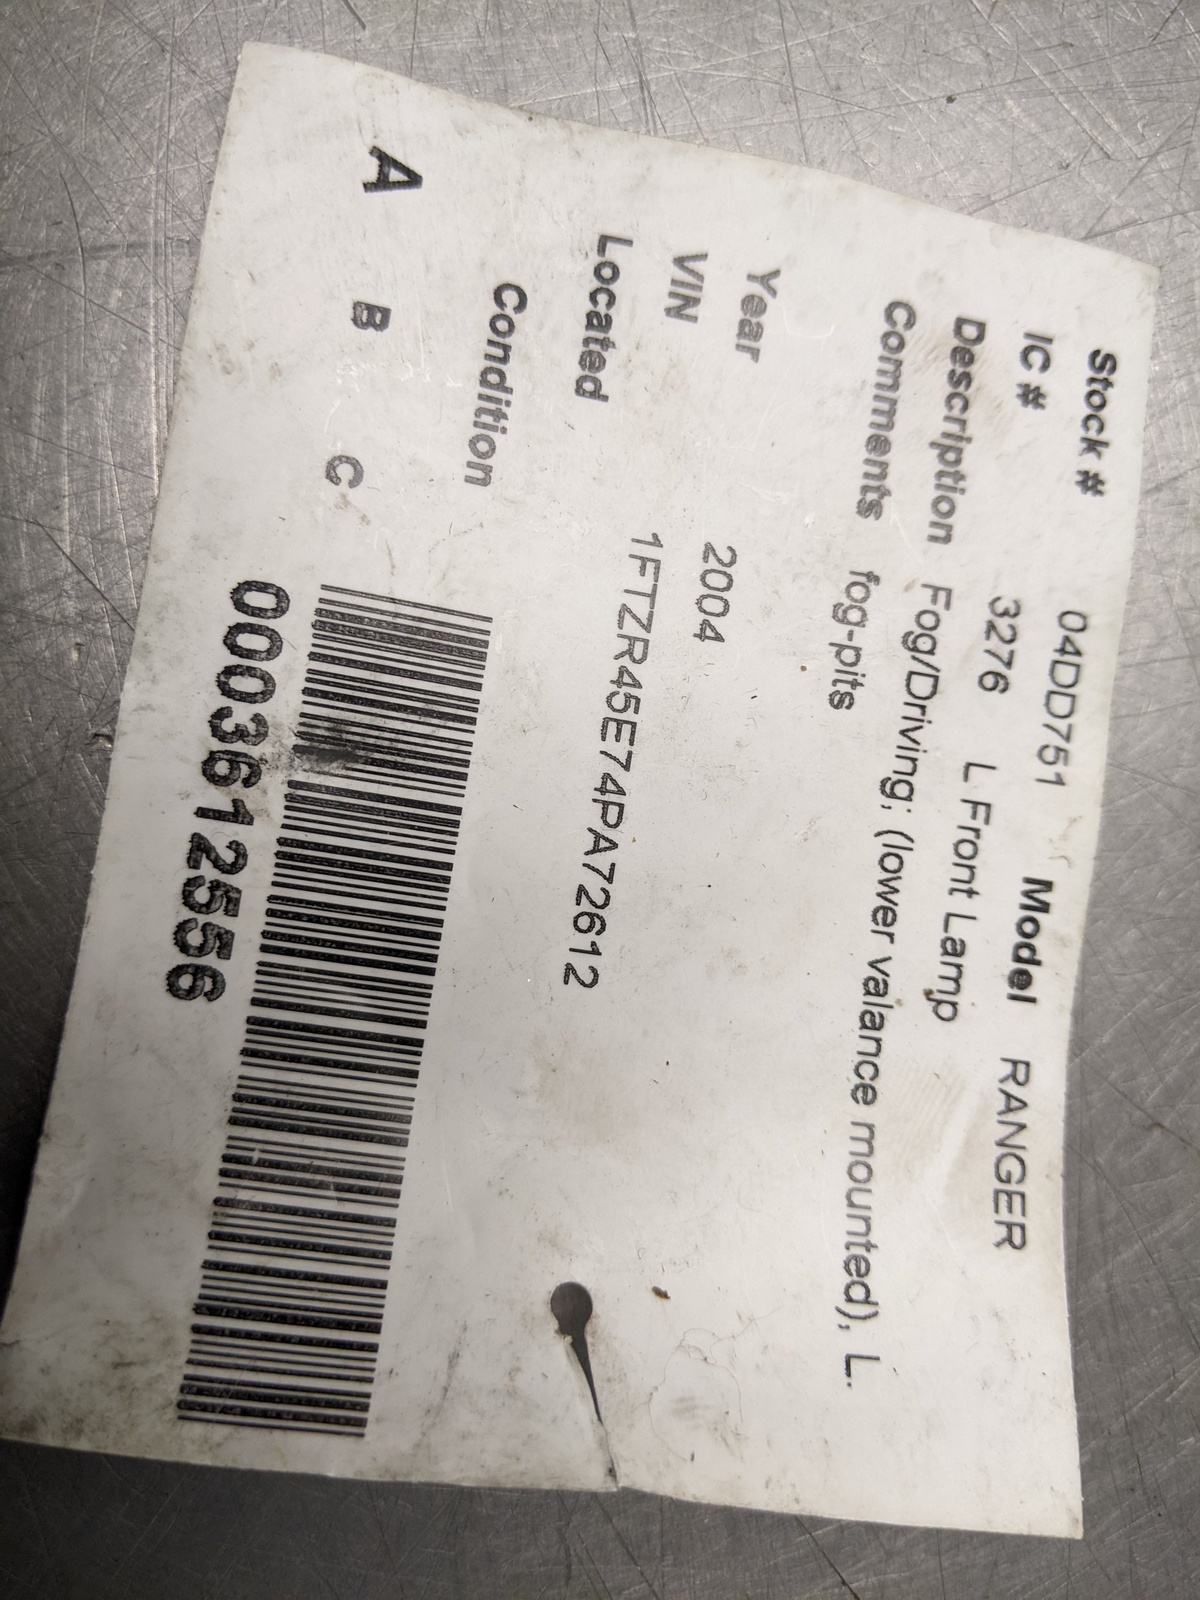 Stock # 04DD751 Model RANGER
IC # 3276 L Front Lamp
Description Fog/Driving; (lower valance mounted), L.
Comments fog-pits
Year 2004
VIN 1FTZR45E74PA72612
Located
Condition
A B C
0003612556